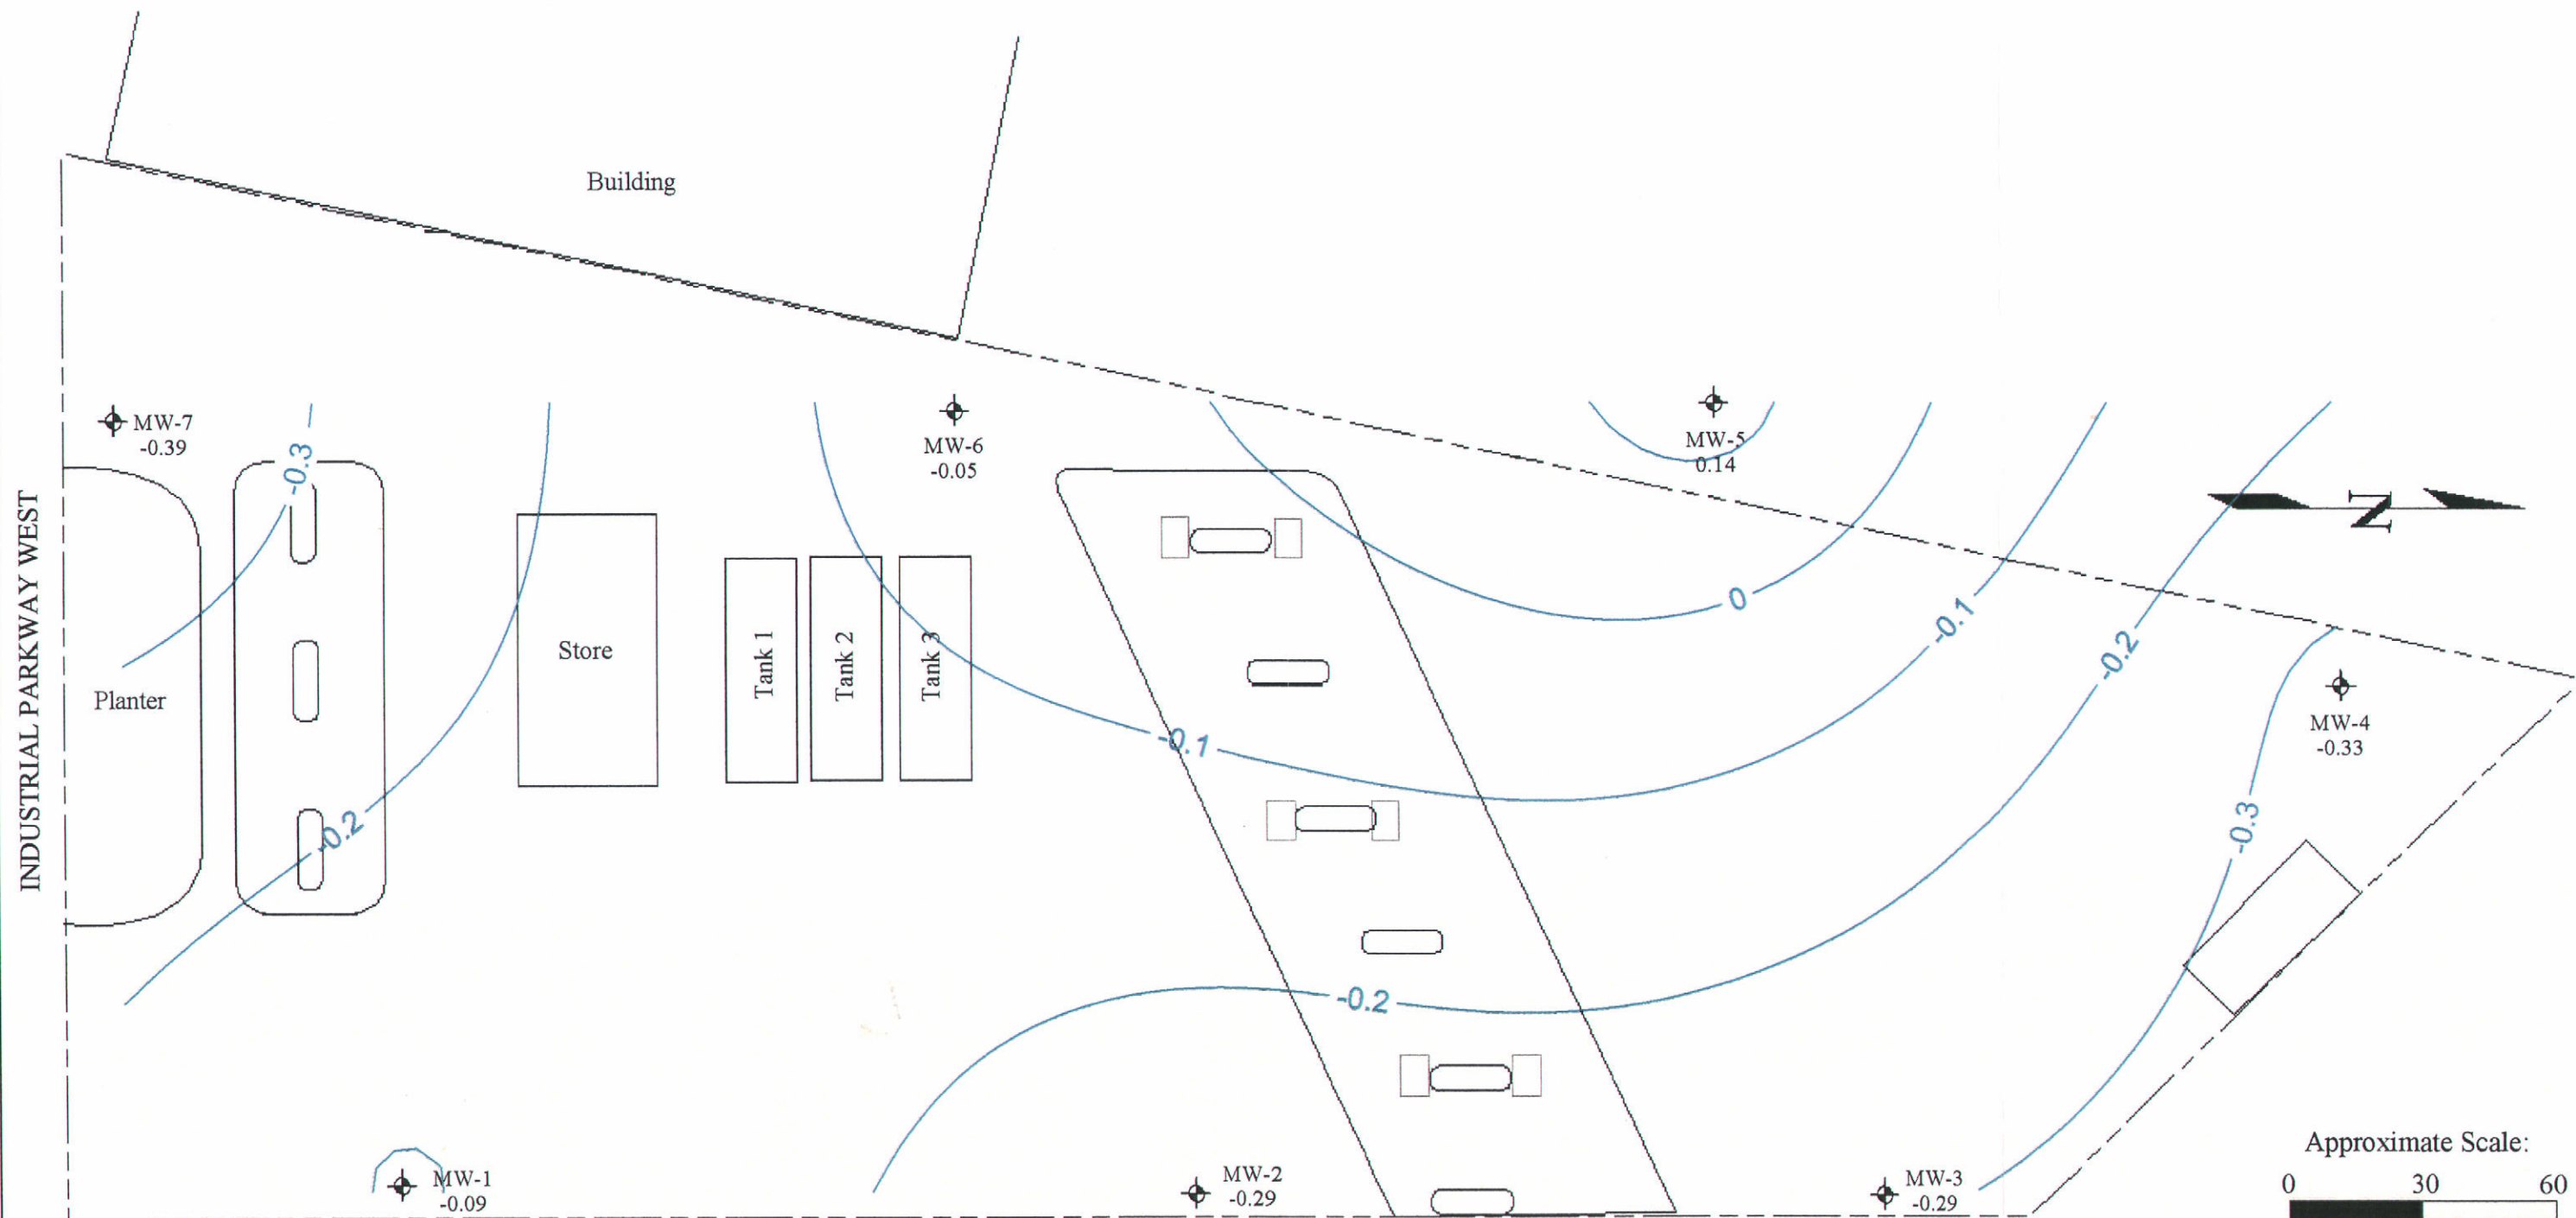 Building
MW-7
-0.39
MW-6
-0.05
MW-5
0.14
-0.3
N
INDUSTRIAL PARKWAY WEST
Planter
Store
Tank 1
Tank 2
Tank 3
0
-0.1
-0.2
MW-4
-0.33
-0.1
-0.3
-0.2
-0.2
MW-1
-0.09
MW-2
-0.29
MW-3
-0.29
Approximate Scale:
0 30 60